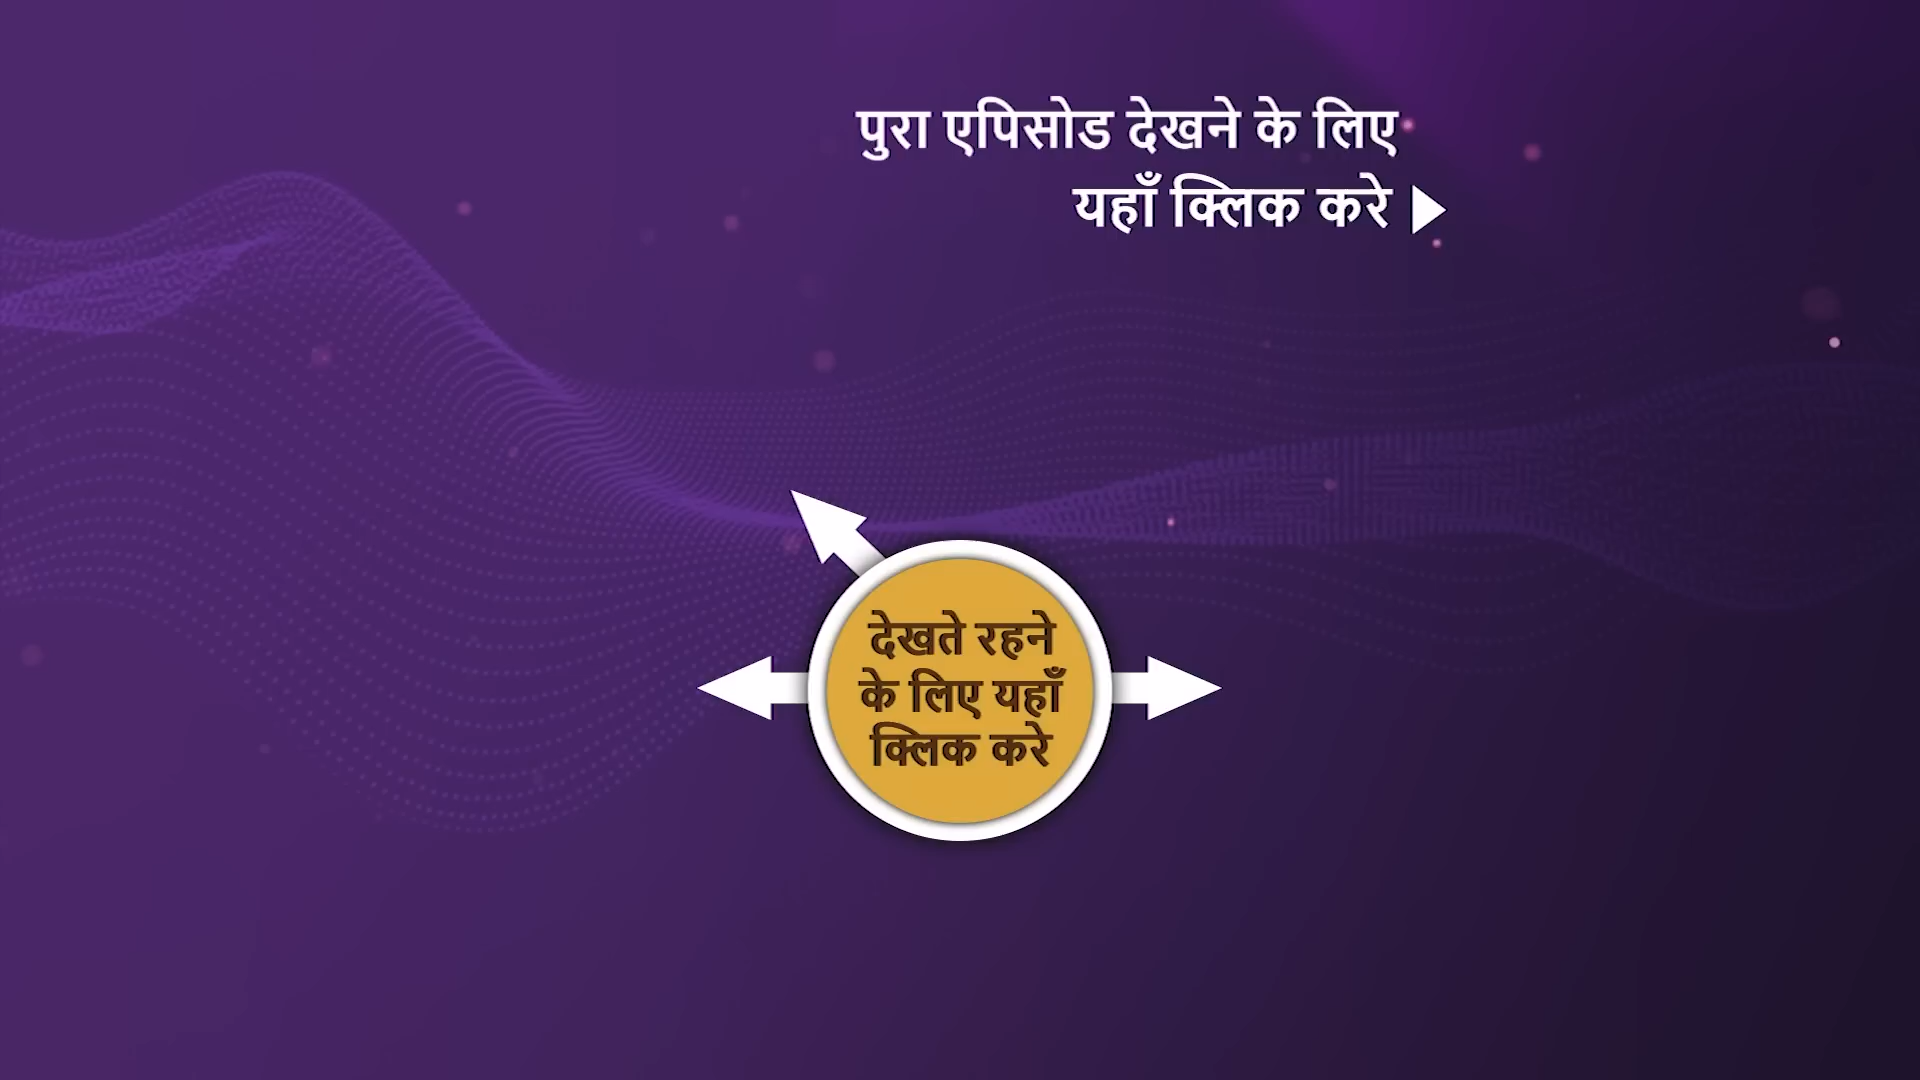 पुरा एपिसोड देखने के लिए
यहाँ क्लिक करे
देखते रहने
के लिए यहाँ
क्लिक करे